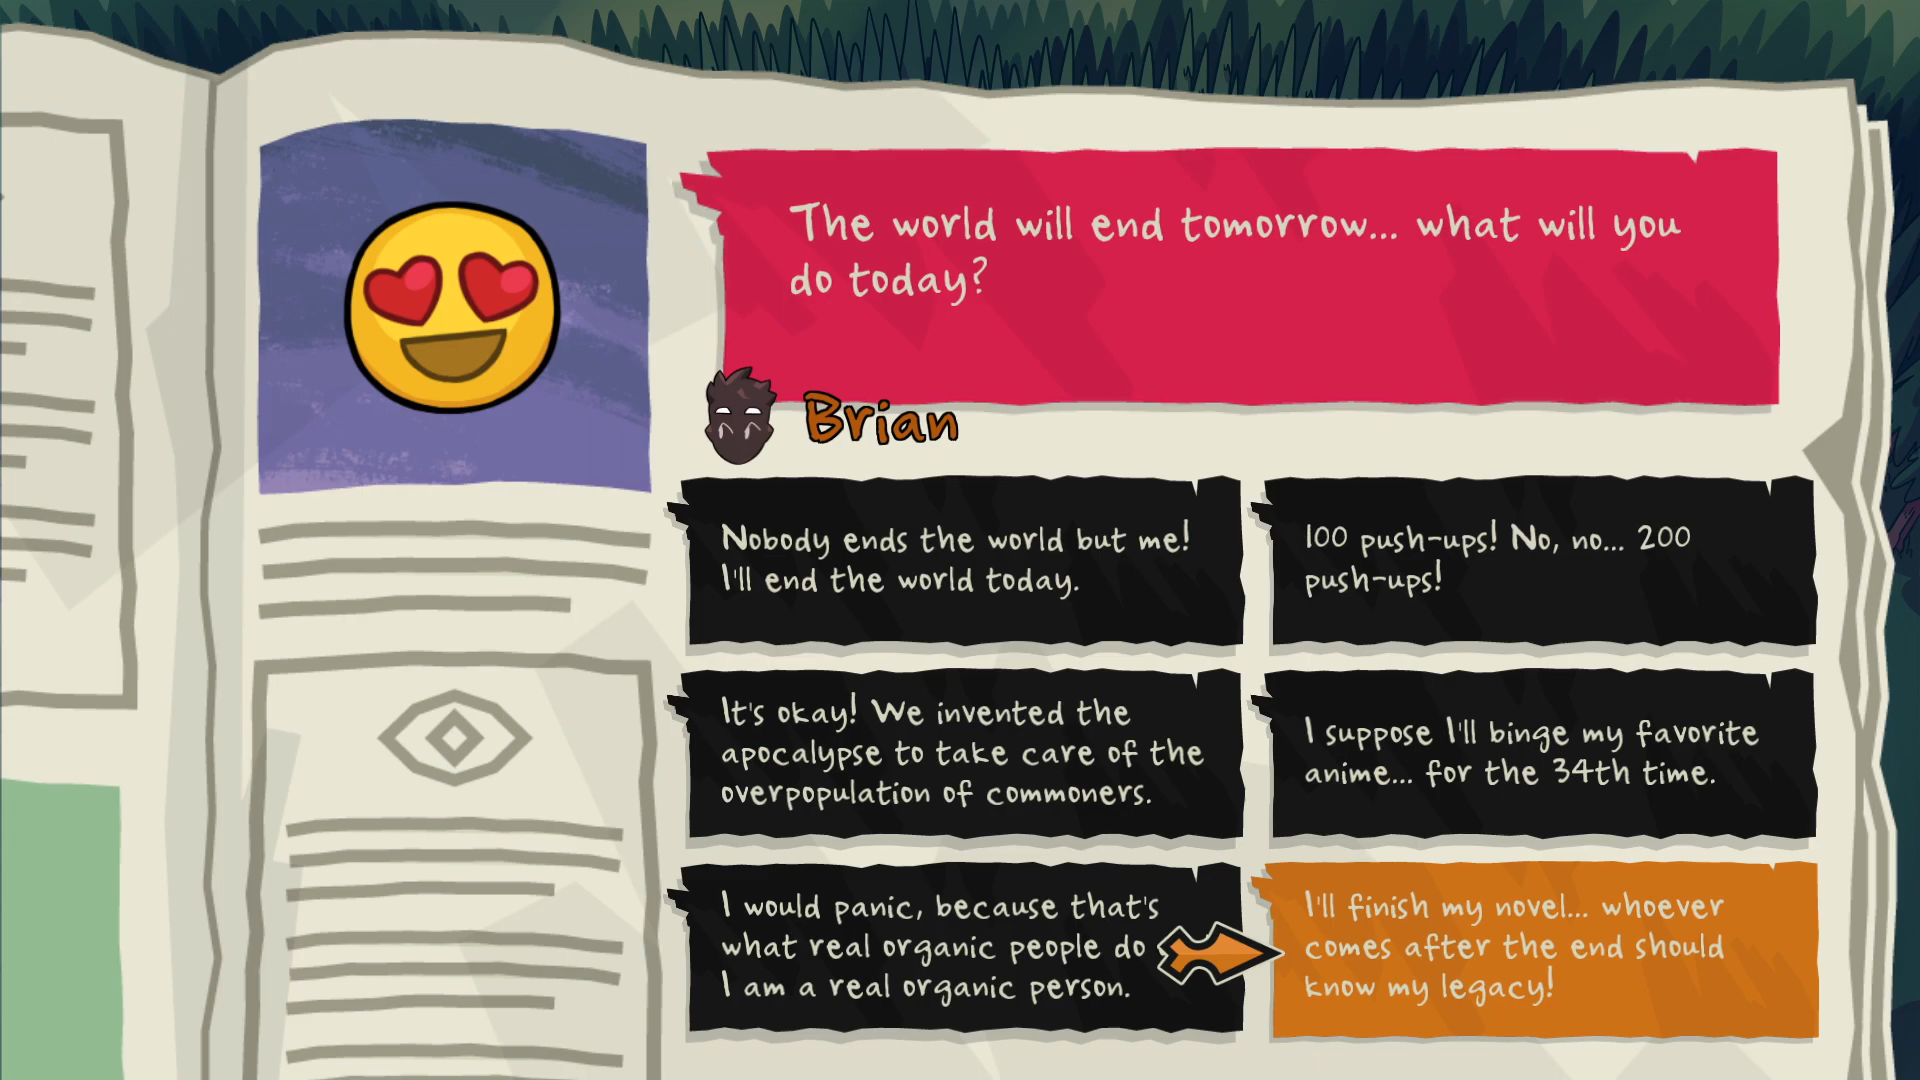 The world will end tomorrow... what will you
do today?
Brian
Nobody ends the world but me!
I'll end the world today.
100 push-ups! No, no... 200
push-ups!
It's okay! We invented the
apocalypse to take care of the
overpopulation of commoners.
I suppose I'll binge my favorite
anime... for the 34th time.
I would panic, because that's
what real organic people do
I am a real organic person.
I'll finish my novel... whoever
comes after the end should
know my legacy!